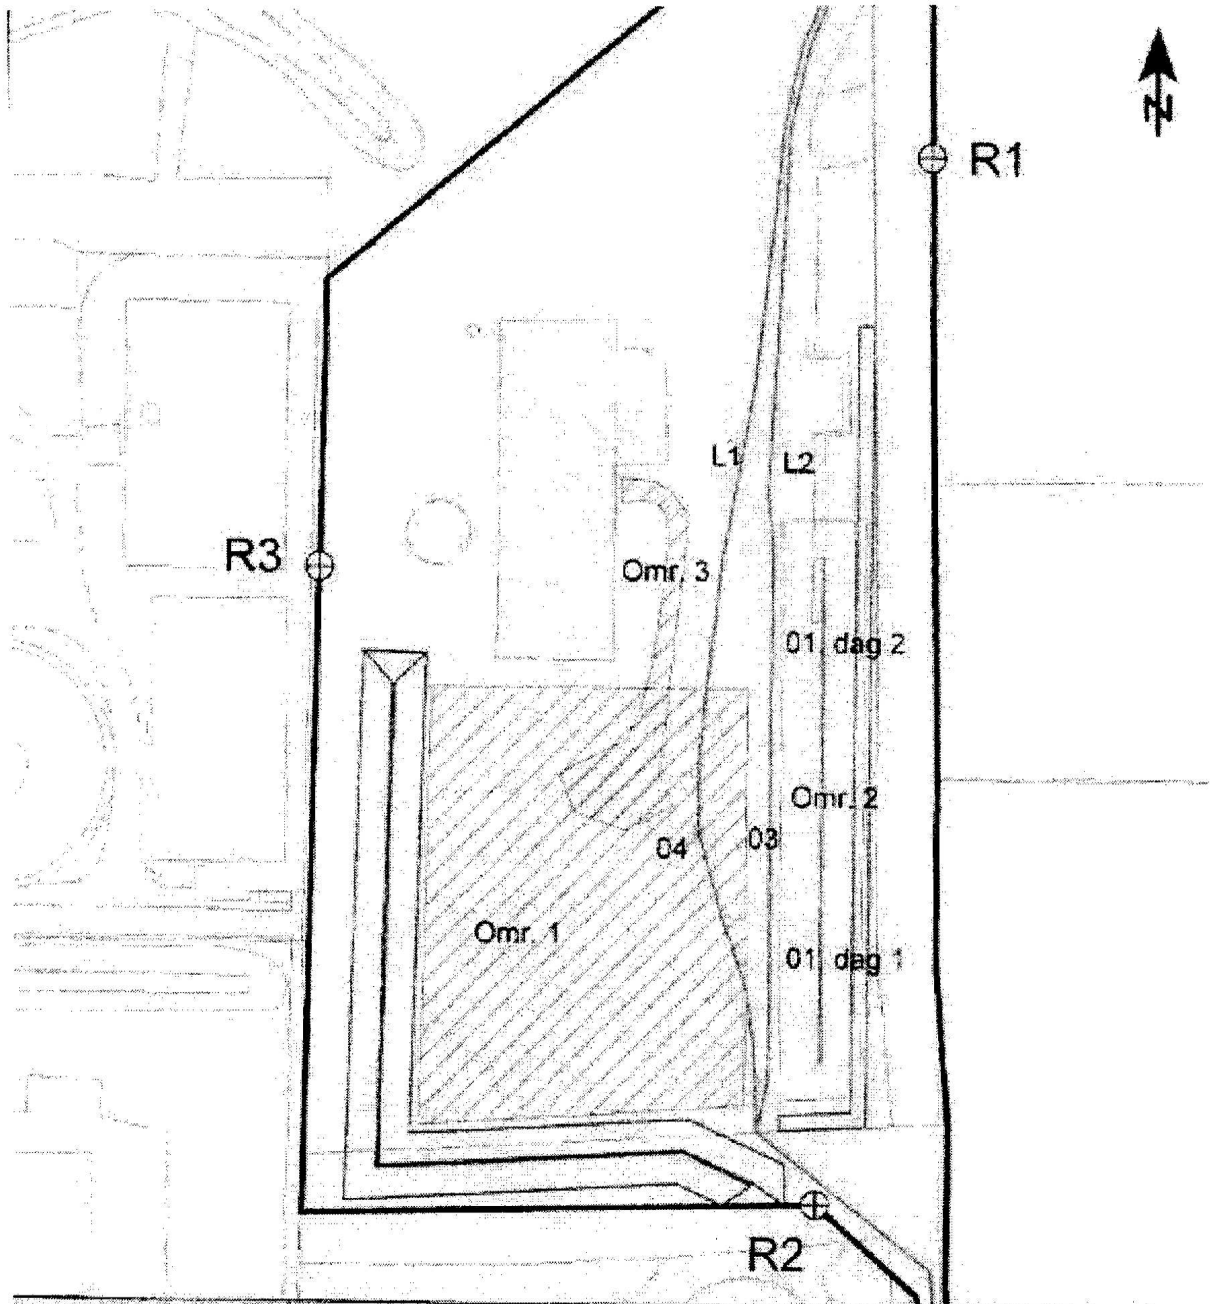 N
R1
L1
L2
R3
Omr. 3
01, dag 2
Omr. 2
04
03
Omr. 1
01, dag 1
R2